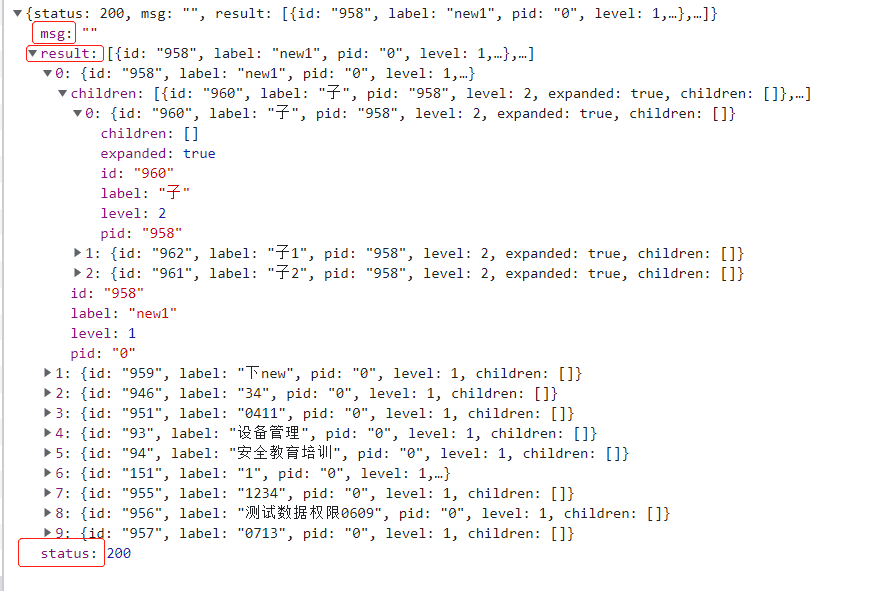 ▼{status: 200, msg: "", result: [{id: "958", label: "new1", pid: "0", level: 1,…},…]}
msg: ""
▼result: [{id: "958", label: "new1", pid: "0", level: 1,…},…]
▼0: {id: "958", label: "new1", pid: "0", level: 1,…}
▼children: [{id: "960", label: "子", pid: "958", level: 2, expanded: true, children: []},…]
▼0: {id: "960", label: "子", pid: "958", level: 2, expanded: true, children: []}
children: []
expanded: true
id: "960"
label: "子"
level: 2
pid: "958"
▶1: {id: "962", label: "子1", pid: "958", level: 2, expanded: true, children: []}
▶2: {id: "961", label: "子2", pid: "958", level: 2, expanded: true, children: []}
id: "958"
label: "new1"
level: 1
pid: "0"
▶1: {id: "959", label: "下new", pid: "0", level: 1, children: []}
▶2: {id: "946", label: "34", pid: "0", level: 1, children: []}
▶3: {id: "951", label: "0411", pid: "0", level: 1, children: []}
▶4: {id: "93", label: "设备管理", pid: "0", level: 1, children: []}
▶5: {id: "94", label: "安全教育培训", pid: "0", level: 1, children: []}
▶6: {id: "151", label: "1", pid: "0", level: 1,…}
▶7: {id: "955", label: "1234", pid: "0", level: 1, children: []}
▶8: {id: "956", label: "测试数据权限0609", pid: "0", level: 1, children: []}
▶9: {id: "957", label: "0713", pid: "0", level: 1, children: []}
status: 200